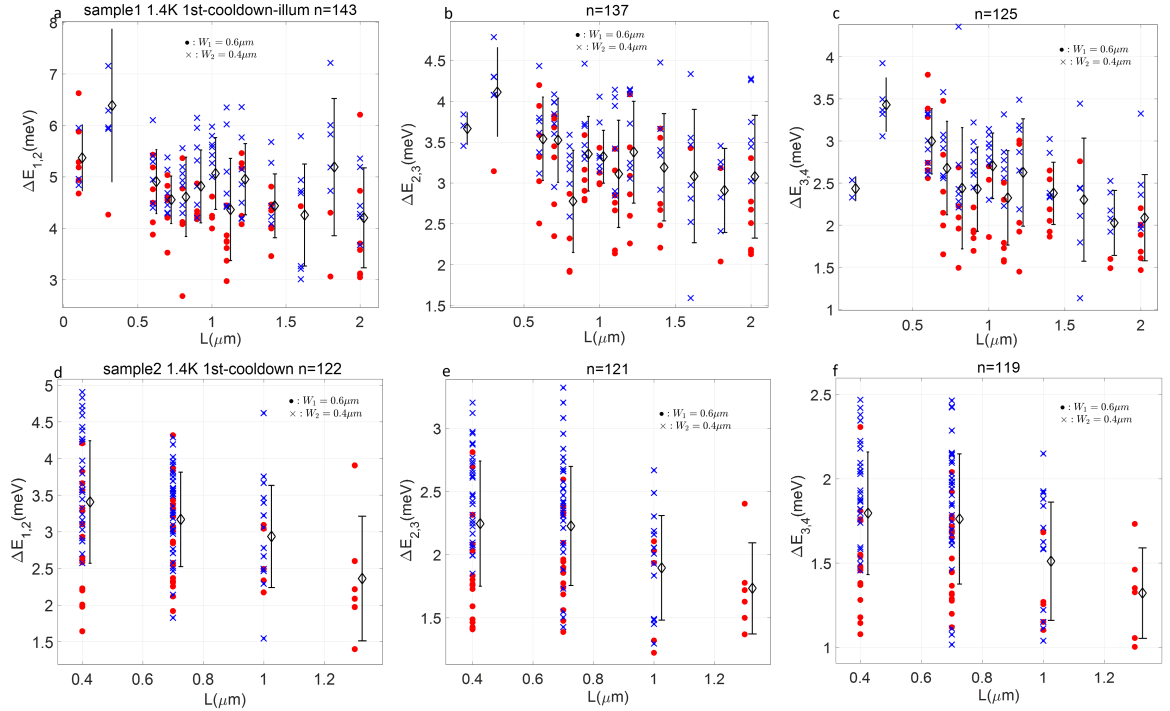 a sample1 1.4K 1st-cooldown-illum n=143
● : W₁ = 0.6μm
× : W₂ = 0.4μm
ΔE₁,₂(meV)
8
7
6
5
4
3
0 0.5 1 1.5 2
L(μm)
b n=137
● : W₁ = 0.6μm
× : W₂ = 0.4μm
ΔE₂,₃(meV)
4.5
4
3.5
3
2.5
2
1.5
0 0.5 1 1.5 2
L(μm)
c n=125
● : W₁ = 0.6μm
× : W₂ = 0.4μm
ΔE₃,₄(meV)
4
3.5
3
2.5
2
1.5
1
0.5 1 1.5 2
L(μm)
d sample2 1.4K 1st-cooldown n=122
● : W₁ = 0.6μm
× : W₂ = 0.4μm
ΔE₁,₂(meV)
5
4.5
4
3.5
3
2.5
2
1.5
0.4 0.6 0.8 1 1.2
L(μm)
e n=121
● : W₁ = 0.6μm
× : W₂ = 0.4μm
ΔE₂,₃(meV)
3
2.5
2
1.5
0.4 0.6 0.8 1 1.2
L(μm)
f n=119
● : W₁ = 0.6μm
× : W₂ = 0.4μm
ΔE₃,₄(meV)
2.5
2
1.5
1
0.4 0.6 0.8 1 1.2
L(μm)